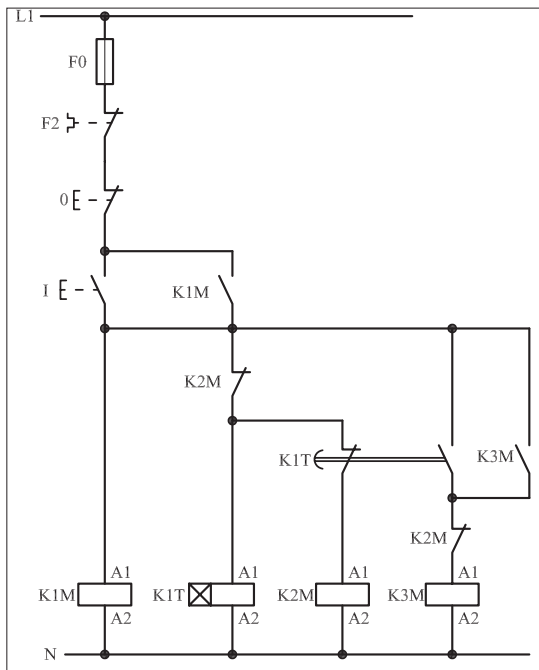 L1
F0
F2
0
I
K1M
K2M
K1T
K3M
K2M
A1 A1 A1 A1
K1M K1T K2M K3M
A2 A2 A2 A2
N